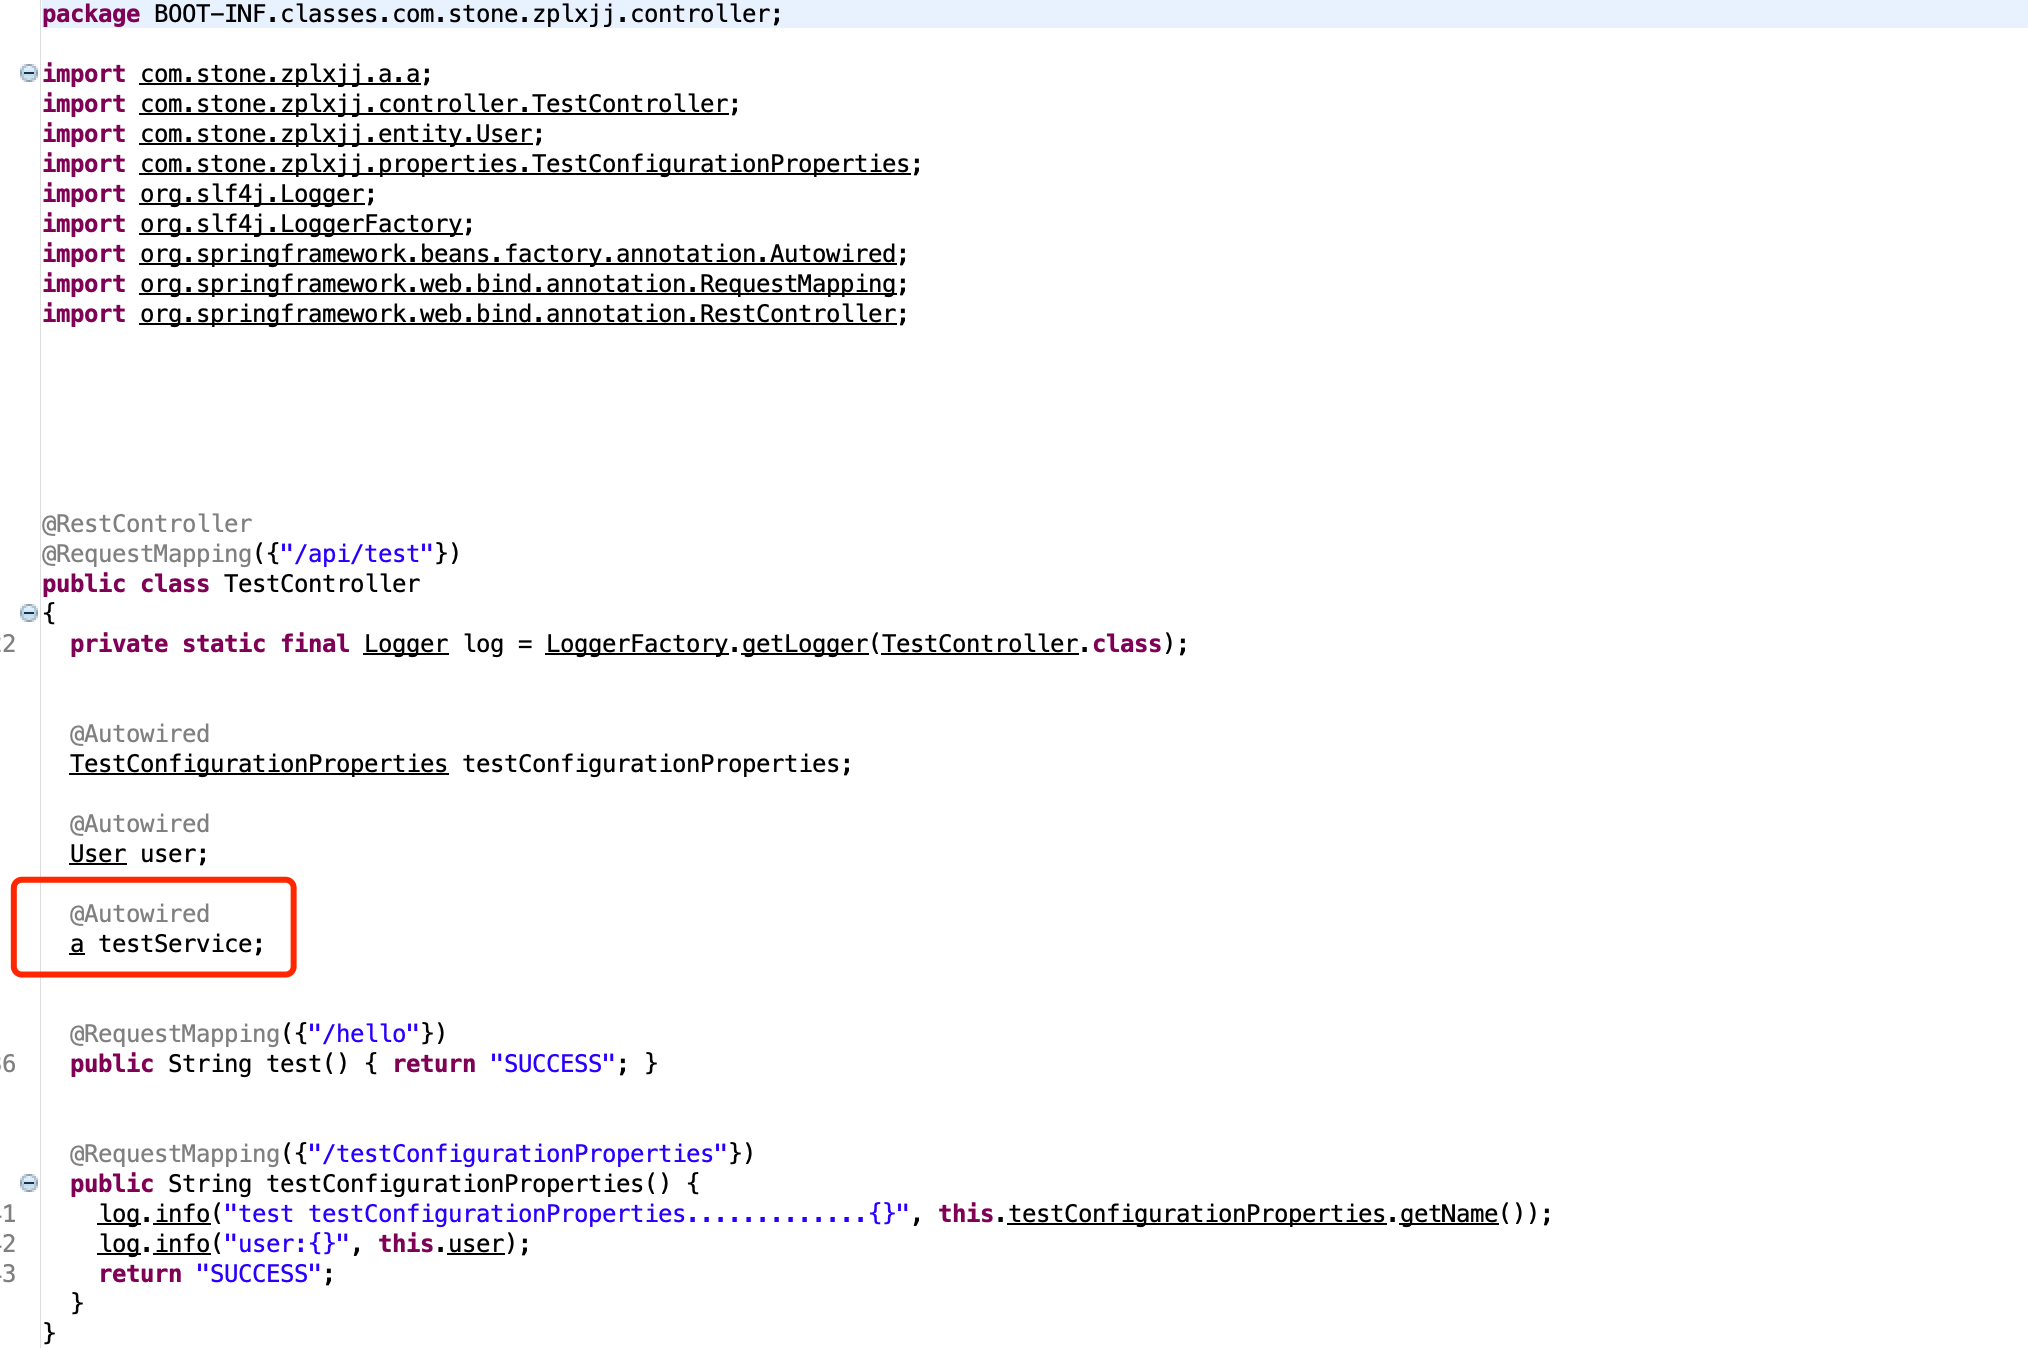 package BOOT-INF.classes.com.stone.zplxjj.controller;
import com.stone.zplxjj.a.a;
import com.stone.zplxjj.controller.TestController;
import com.stone.zplxjj.entity.User;
import com.stone.zplxjj.properties.TestConfigurationProperties;
import org.slf4j.Logger;
import org.slf4j.LoggerFactory;
import org.springframework.beans.factory.annotation.Autowired;
import org.springframework.web.bind.annotation.RequestMapping;
import org.springframework.web.bind.annotation.RestController;
@RestController
@RequestMapping({"/api/test"})
public class TestController
{
2 private static final Logger log = LoggerFactory.getLogger(TestController.class);
@Autowired
TestConfigurationProperties testConfigurationProperties;
@Autowired
User user;
@Autowired
a testService;
@RequestMapping({"/hello"})
6 public String test() { return "SUCCESS"; }
@RequestMapping({"/testConfigurationProperties"})
public String testConfigurationProperties() {
1 log.info("test testConfigurationProperties.............{}", this.testConfigurationProperties.getName());
2 log.info("user:{}", this.user);
3 return "SUCCESS";
}
}